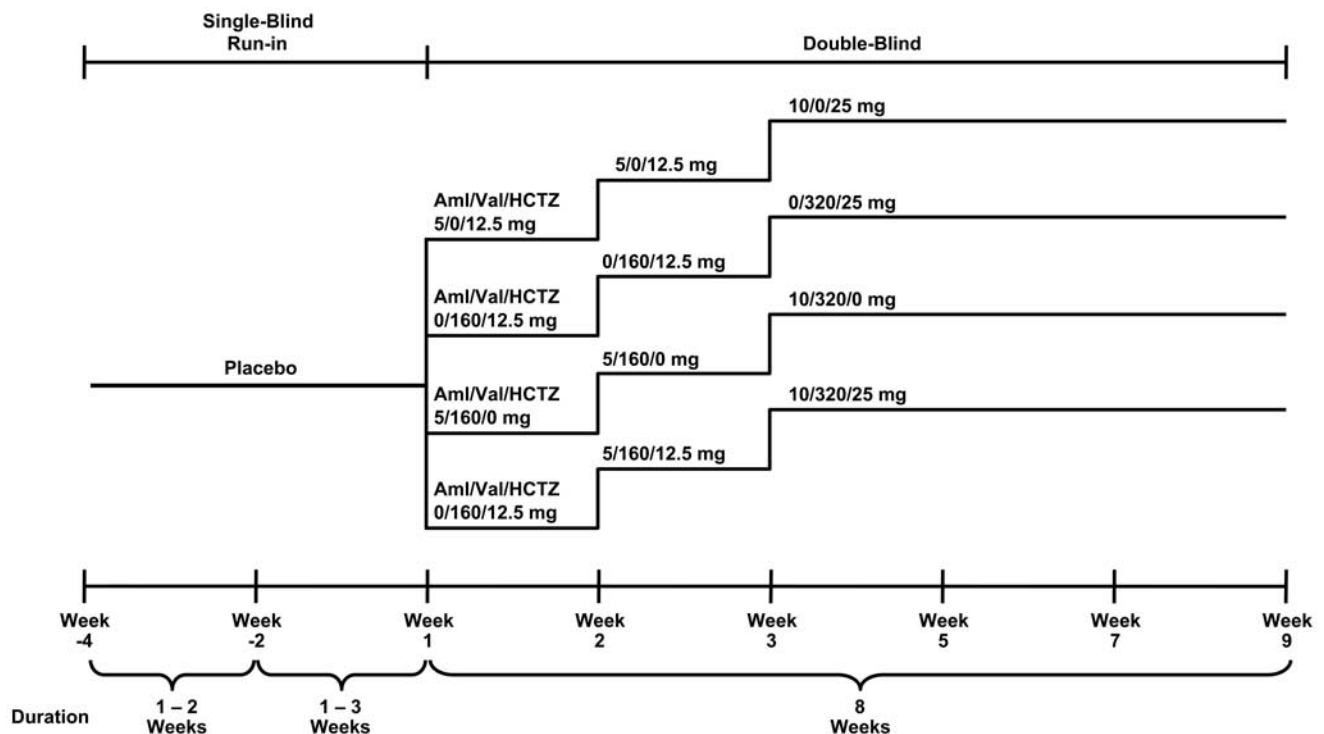 Single-Blind
Run-in
Double-Blind
10/0/25 mg
5/0/12.5 mg
Aml/Val/HCTZ
5/0/12.5 mg
0/320/25 mg
0/160/12.5 mg
Aml/Val/HCTZ
0/160/12.5 mg
10/320/0 mg
Placebo
5/160/0 mg
Aml/Val/HCTZ
5/160/0 mg
10/320/25 mg
5/160/12.5 mg
Aml/Val/HCTZ
0/160/12.5 mg
Week
-4
Week
-2
Week
1
Week
2
Week
3
Week
5
Week
7
Week
9
Duration
1 – 2
Weeks
1 – 3
Weeks
8
Weeks